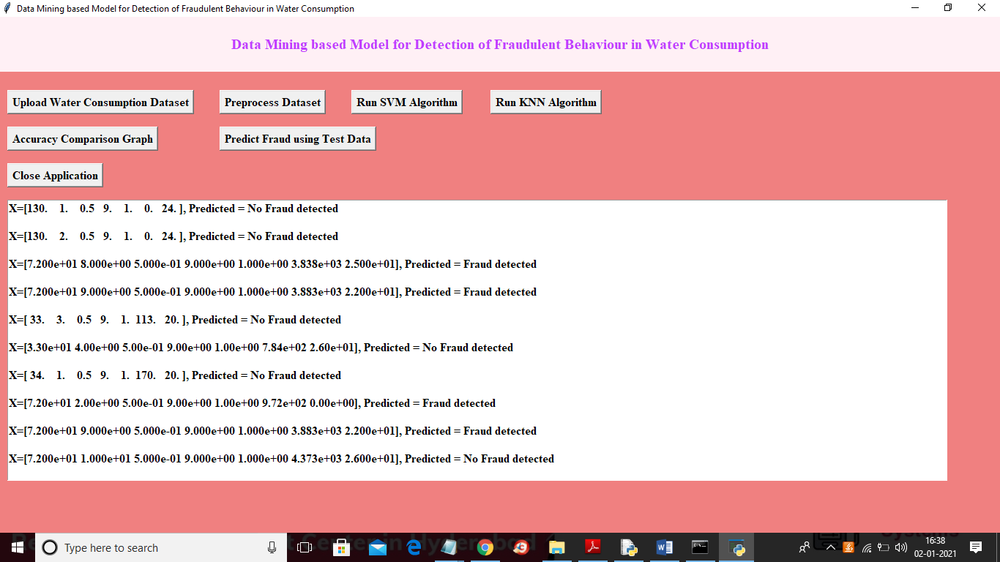 Data Mining based Model for Detection of Fraudulent Behaviour in Water Consumption
Data Mining based Model for Detection of Fraudulent Behaviour in Water Consumption
Upload Water Consumption Dataset Preprocess Dataset Run SVM Algorithm Run KNN Algorithm
Accuracy Comparison Graph Predict Fraud using Test Data
Close Application
X=[130. 1. 0.5 9. 1. 0. 24. ], Predicted = No Fraud detected
X=[130. 2. 0.5 9. 1. 0. 24. ], Predicted = No Fraud detected
X=[7.200e+01 8.000e+00 5.000e-01 9.000e+00 1.000e+00 3.838e+03 2.500e+01], Predicted = Fraud detected
X=[7.200e+01 9.000e+00 5.000e-01 9.000e+00 1.000e+00 3.883e+03 2.200e+01], Predicted = Fraud detected
X=[ 33. 3. 0.5 9. 1. 113. 20. ], Predicted = No Fraud detected
X=[3.30e+01 4.00e+00 5.00e-01 9.00e+00 1.00e+00 7.84e+02 2.60e+01], Predicted = No Fraud detected
X=[ 34. 1. 0.5 9. 1. 170. 20. ], Predicted = No Fraud detected
X=[7.20e+01 2.00e+00 5.00e-01 9.00e+00 1.00e+00 9.72e+02 0.00e+00], Predicted = Fraud detected
X=[7.200e+01 9.000e+00 5.000e-01 9.000e+00 1.000e+00 3.883e+03 2.200e+01], Predicted = Fraud detected
X=[7.200e+01 1.000e+01 5.000e-01 9.000e+00 1.000e+00 4.373e+03 2.600e+01], Predicted = No Fraud detected
Type here to search
16:38
02-01-2021